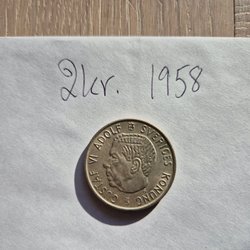 2kr. 1958
GUSTAF VI ADOLF SVERIGES KONUNG